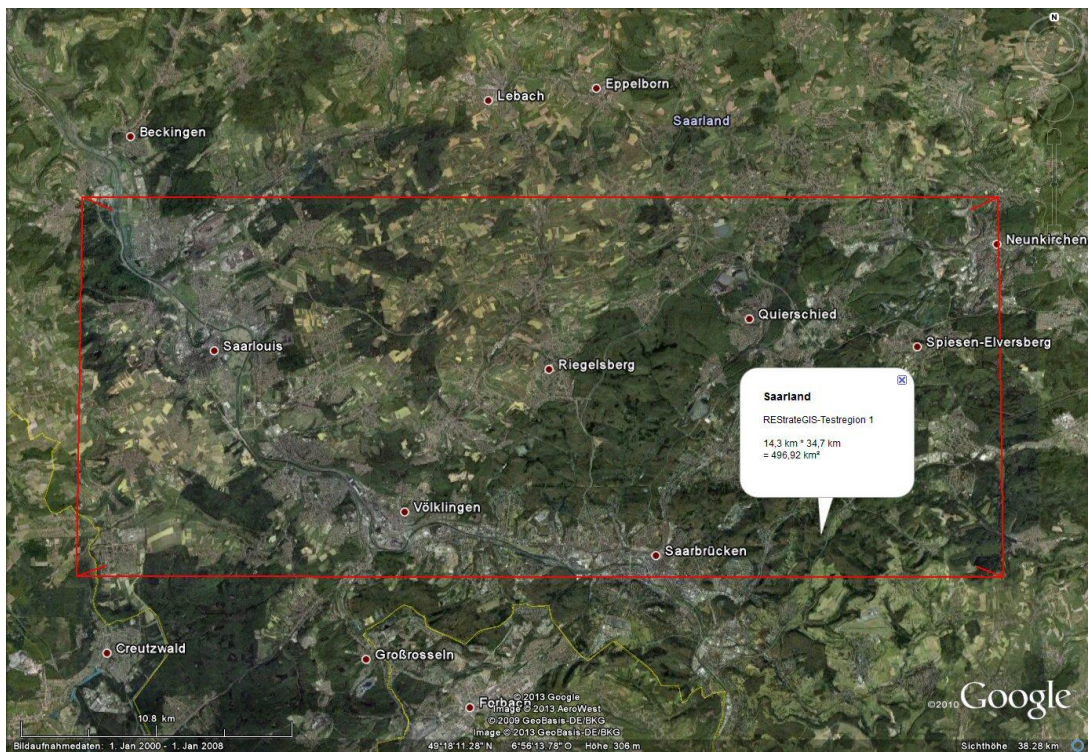 N
Lebach
Eppelborn
Saarland
Beckingen
Neunkirchen
Quierschied
Saarlouis
Spiesen-Elversberg
Riegelsberg
Saarland
REStrateGIS-Testregion 1
14,3 km * 34,7 km
= 496,92 km²
Völklingen
Saarbrücken
Creutzwald
Großrosseln
Forbach
© 2013 Google
Image © 2013 AeroWest
© 2009 GeoBasis-DE/BKG
Image © 2013 GeoBasis-DE/BKG
©2010 Google
10.8 km
Bildaufnahmedaten: 1. Jan 2000 - 1. Jan 2008
49°18'11.28" N 6°56'13.78" O Höhe 306 m
Sichthöhe 38.28 km